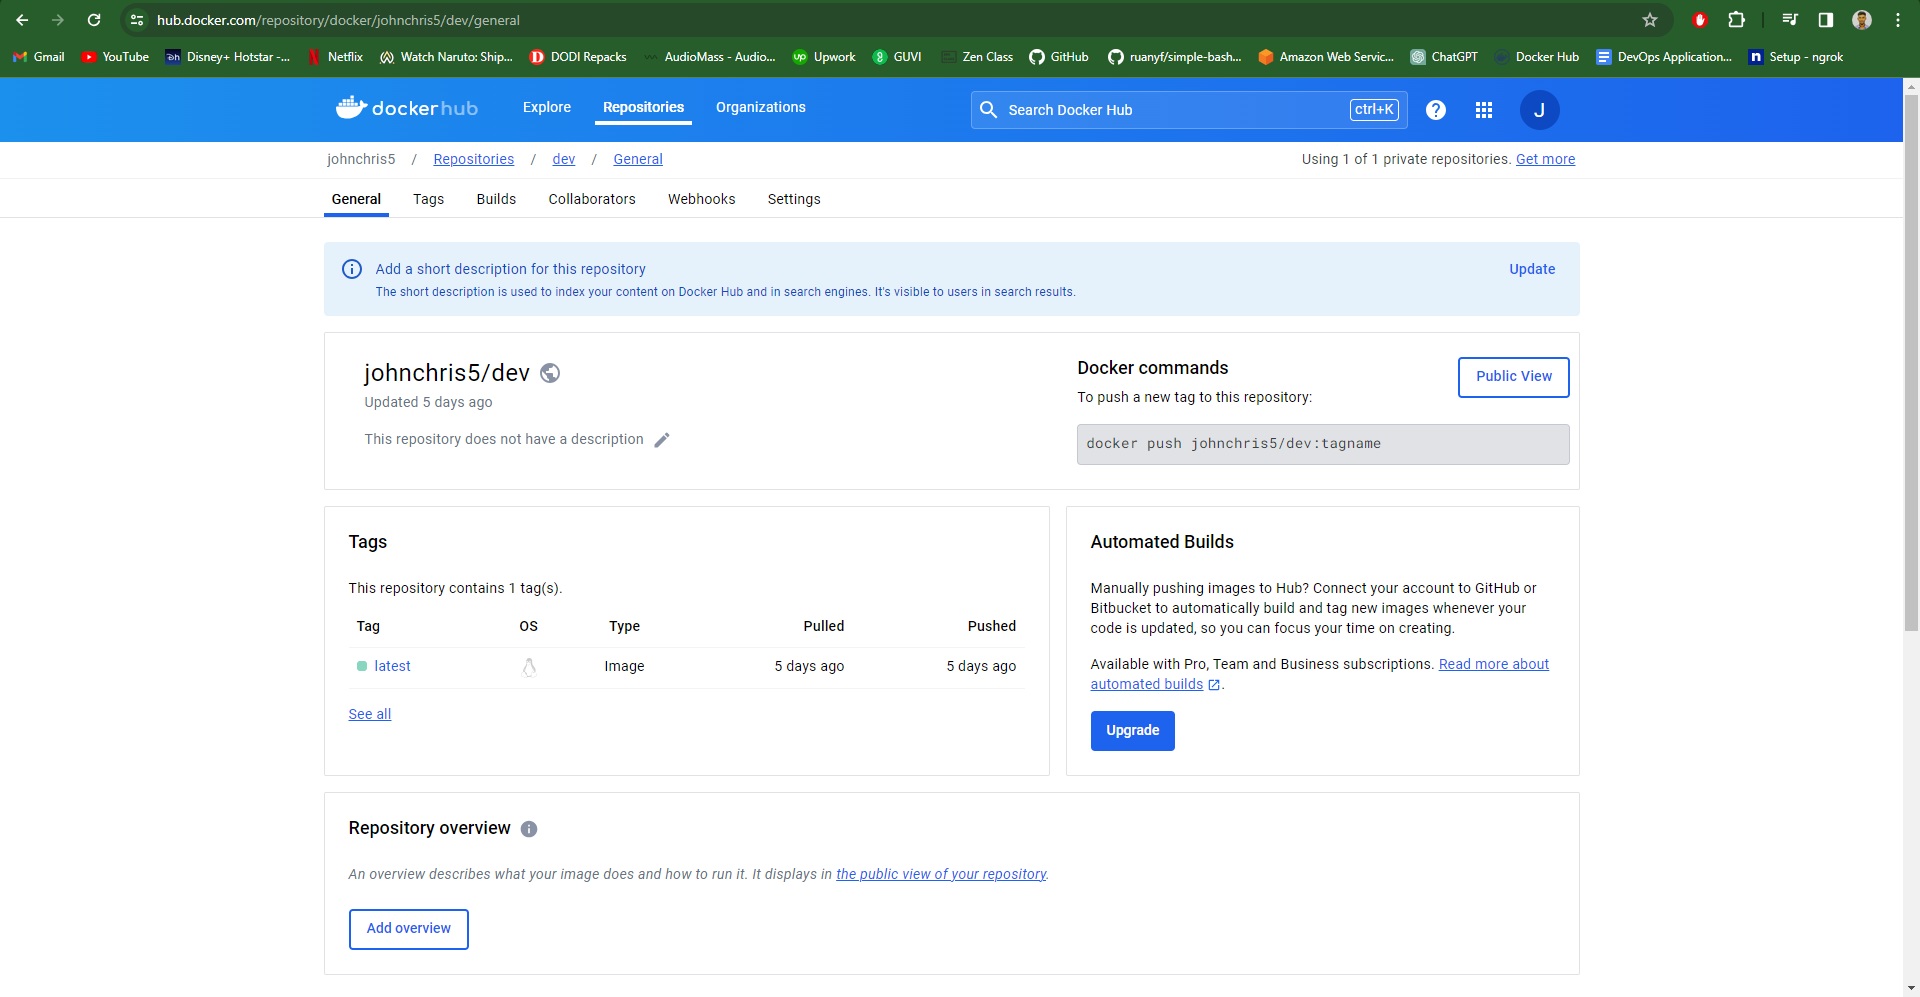 hub.docker.com/repository/docker/johnchris5/dev/general
Gmail YouTube Disney+ Hotstar -... Netflix Watch Naruto: Ship... DODI Repacks AudioMass - Audio... Upwork GUVI Zen Class GitHub ruanyf/simple-bash... Amazon Web Servic... ChatGPT Docker Hub DevOps Application... Setup - ngrok
dockerhub Explore Repositories Organizations Search Docker Hub ctrl+K ? J
johnchris5 / Repositories / dev / General Using 1 of 1 private repositories. Get more
General Tags Builds Collaborators Webhooks Settings
Add a short description for this repository Update
The short description is used to index your content on Docker Hub and in search engines. It's visible to users in search results.
johnchris5/dev
Updated 5 days ago
This repository does not have a description
Docker commands
Public View
To push a new tag to this repository:
docker push johnchris5/dev:tagname
Tags
This repository contains 1 tag(s).
Tag OS Type Pulled Pushed
latest Image 5 days ago 5 days ago
See all
Automated Builds
Manually pushing images to Hub? Connect your account to GitHub or
Bitbucket to automatically build and tag new images whenever your
code is updated, so you can focus your time on creating.
Available with Pro, Team and Business subscriptions. Read more about
automated builds .
Upgrade
Repository overview
An overview describes what your image does and how to run it. It displays in the public view of your repository.
Add overview